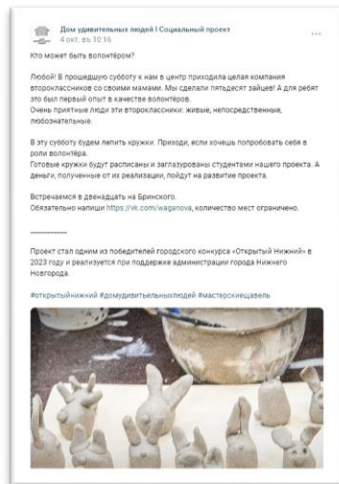 Дом удивительных людей I Социальный проект
4 окт. въ 10:16
Кто может быть волонтёром?
Любой! В прошедшую субботу к нам в центр приходила целая компания
второклассников со своими мамами. Мы сделали пятьдесят зайцев! А для ребят
это был первый опыт в качестве волонтёров.
Очень приятные люди эти второклассники: живые, непосредственные,
любознательные.
В эту субботу будем лепить кружки. Приходи, если хочешь попробовать себя в
роли волонтёра.
Готовые кружки будут расписаны и заглазурованы студентами нашего проекта. А
деньги, полученные от их реализации, пойдут на развитие проекта.
Встречаемся в двенадцать на Бринского.
Обязательно напиши https://vk.com/waganova, количество мест ограничено.
___________
Проект стал одним из победителей городского конкурса «Открытый Нижний» в
2023 году и реализуется при поддержке администрации города Нижнего
Новгорода.
#открытыйнижний #домудивительныхлюдей #мастерскиещавель